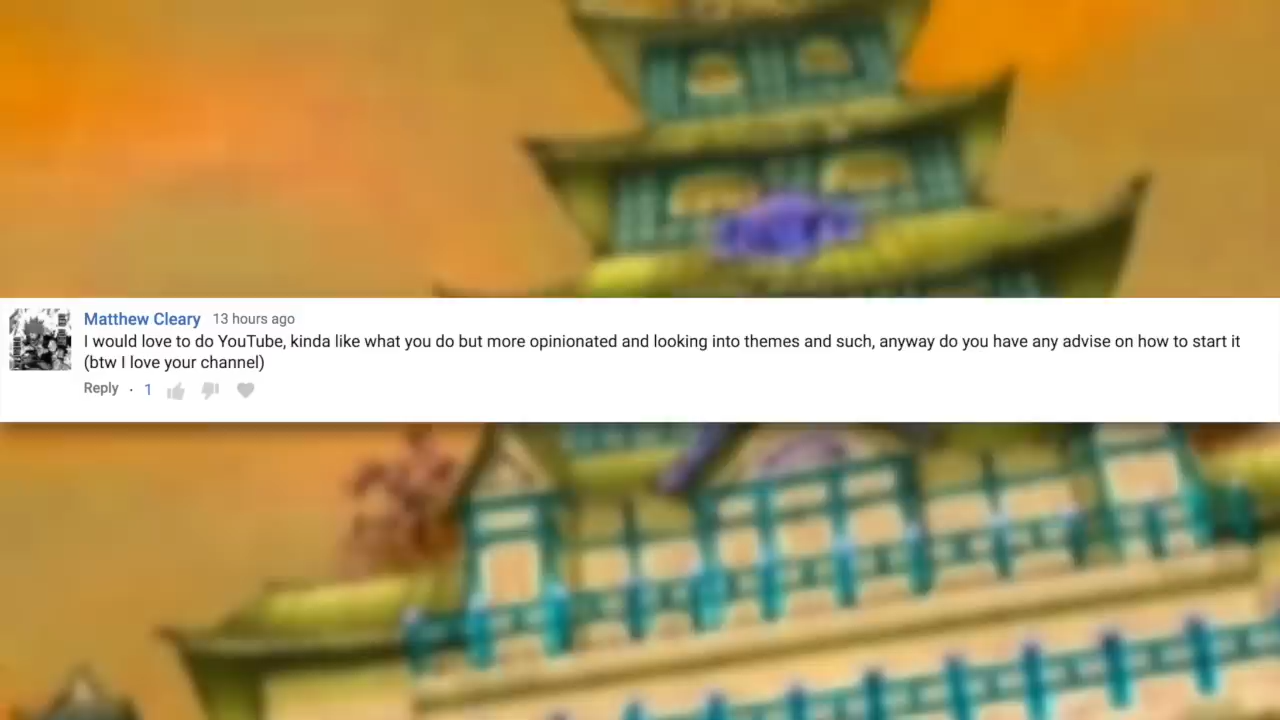 Matthew Cleary 13 hours ago
I would love to do YouTube, kinda like what you do but more opinionated and looking into themes and such, anyway do you have any advise on how to start it
(btw I love your channel)
Reply · 1